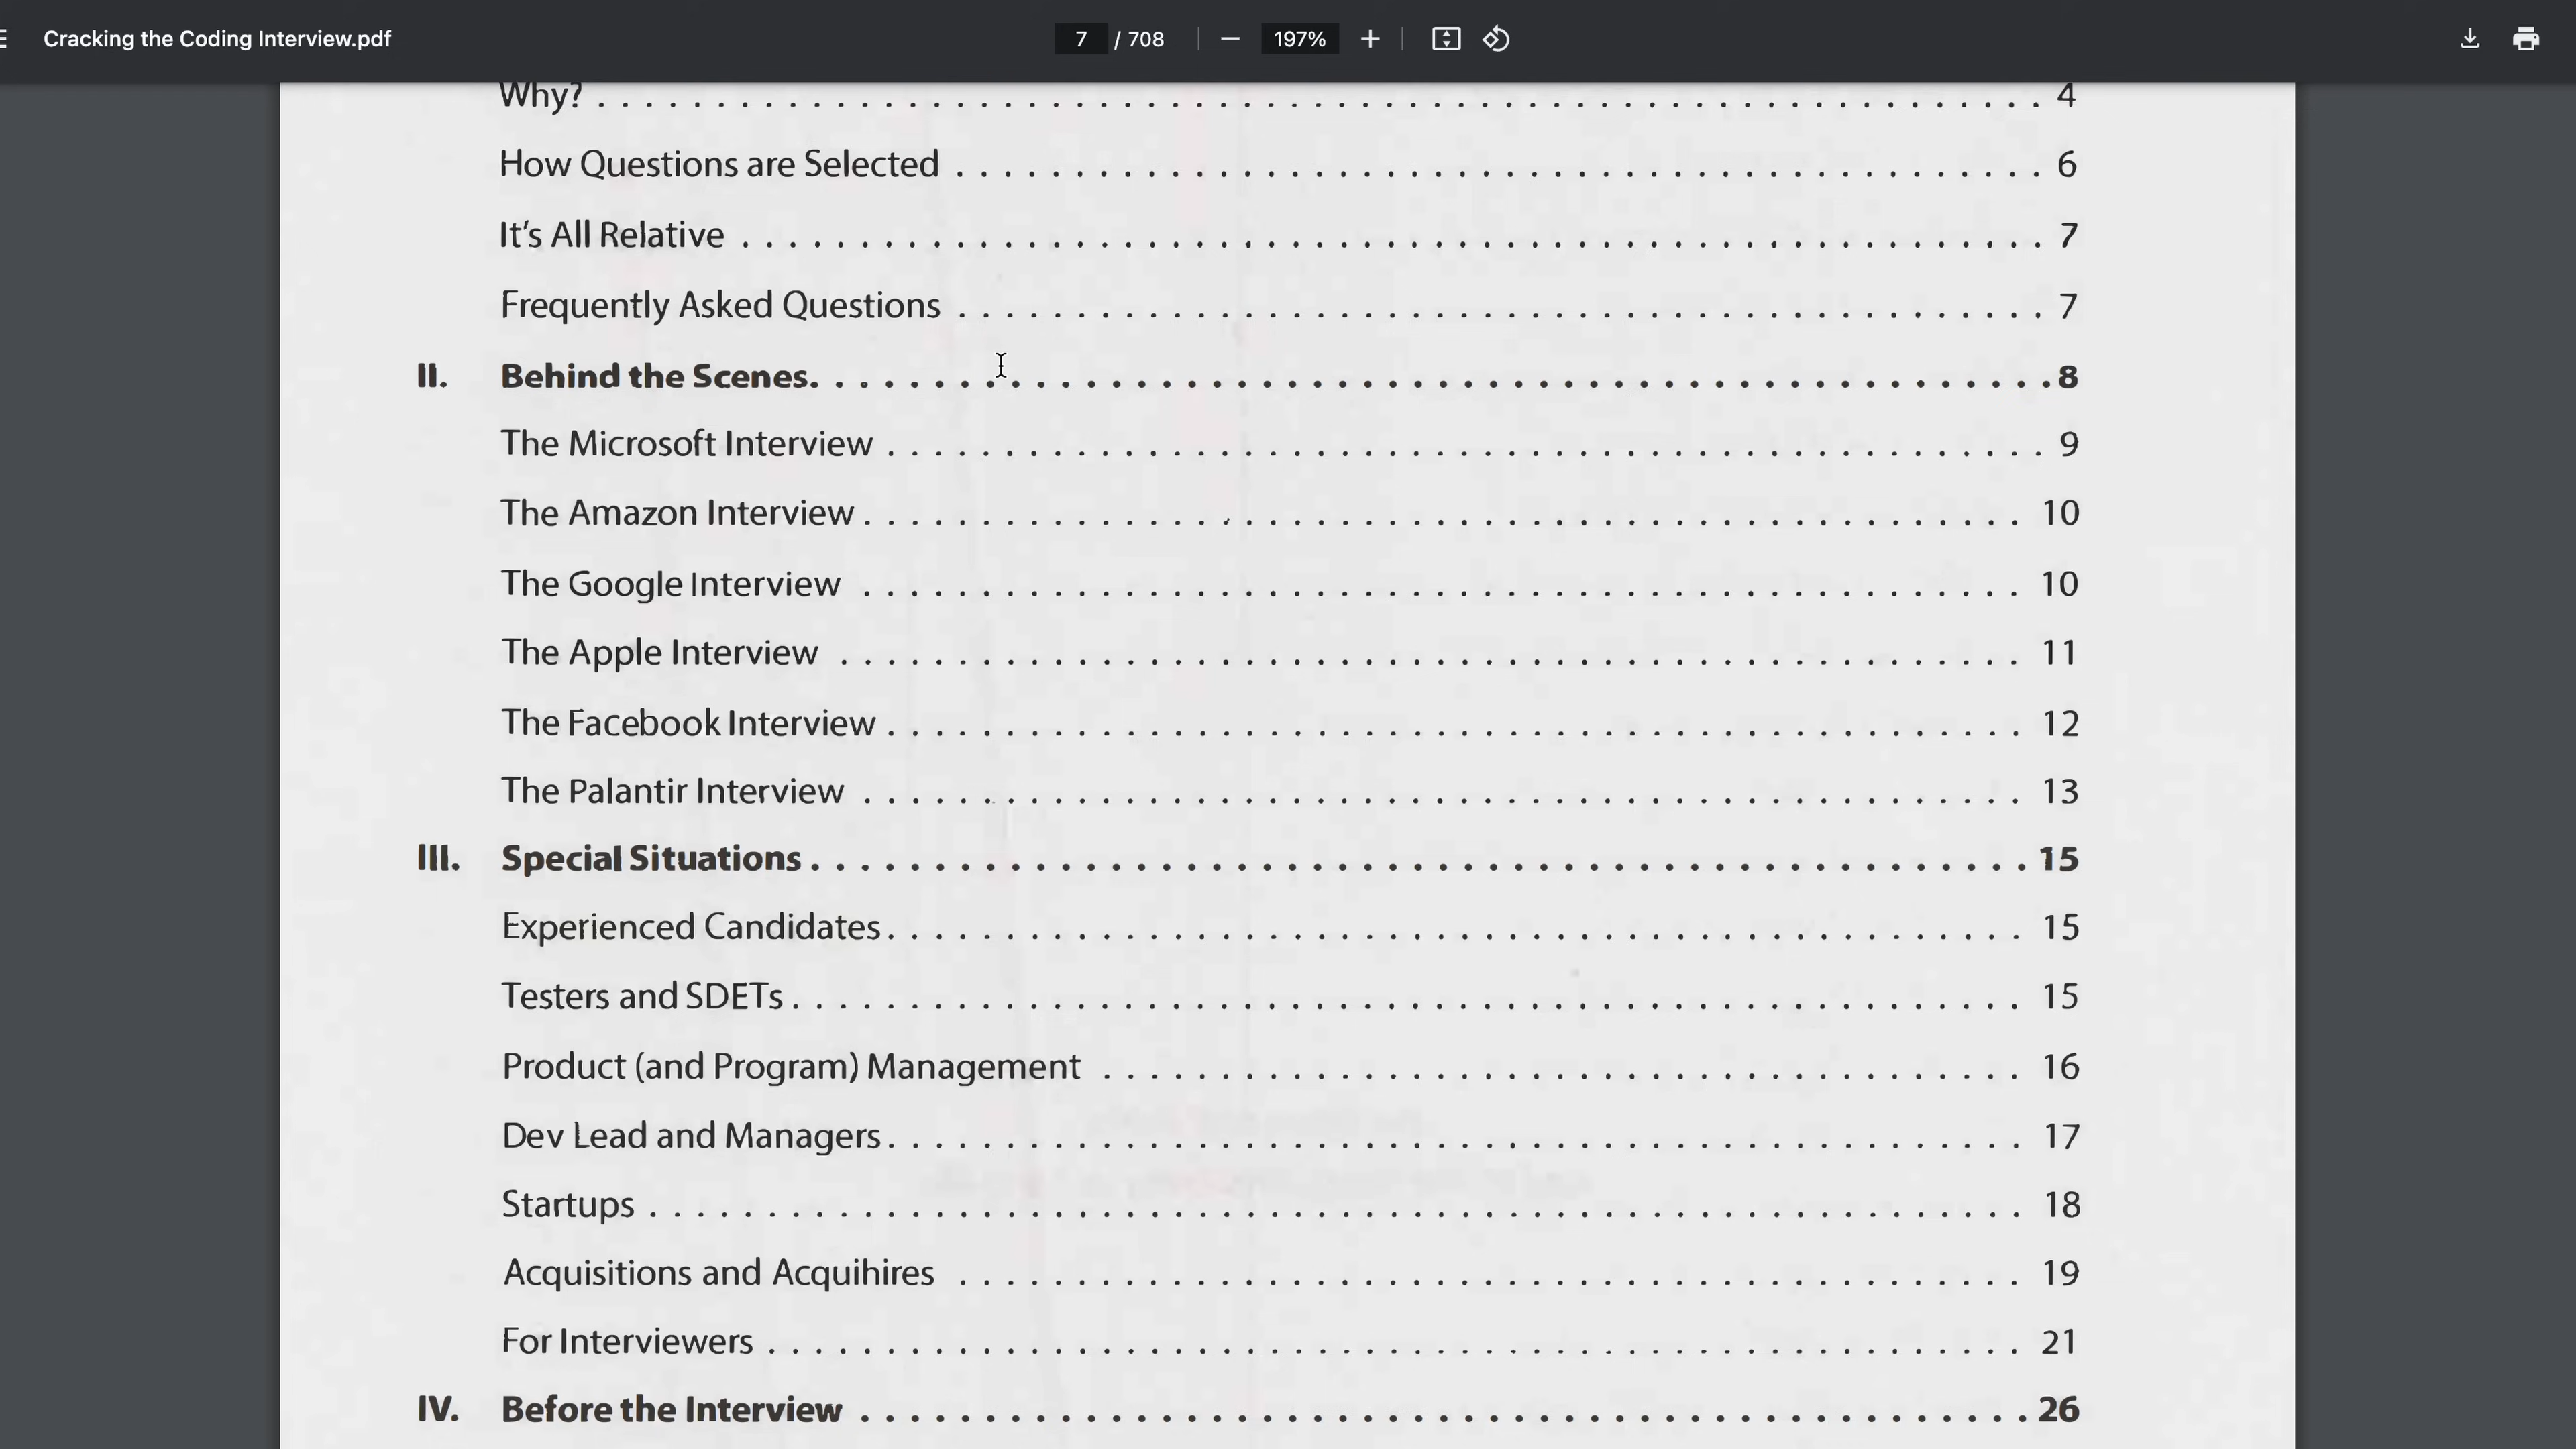 Cracking the Coding Interview.pdf 7 / 708 197%
Why? . . . . . . . . . . . . . . . . . . . . . . . . . . . . . . . . . . . . . . . . . . . . . . . . . . . . . . . . . . . . 4
How Questions are Selected . . . . . . . . . . . . . . . . . . . . . . . . . . . . . . . . . . . . . . . . . . . . . 6
It's All Relative . . . . . . . . . . . . . . . . . . . . . . . . . . . . . . . . . . . . . . . . . . . . . . . . . . . . . . 7
Frequently Asked Questions . . . . . . . . . . . . . . . . . . . . . . . . . . . . . . . . . . . . . . . . . . . . . 7
II. Behind the Scenes. . . . . . . . . . . . . . . . . . . . . . . . . . . . . . . . . . . . . . . . . . . . . . . . . .8
The Microsoft Interview . . . . . . . . . . . . . . . . . . . . . . . . . . . . . . . . . . . . . . . . . . . . . . . . 9
The Amazon Interview . . . . . . . . . . . . . . . . . . . . . . . . . . . . . . . . . . . . . . . . . . . . . . . . 10
The Google Interview . . . . . . . . . . . . . . . . . . . . . . . . . . . . . . . . . . . . . . . . . . . . . . . . 10
The Apple Interview . . . . . . . . . . . . . . . . . . . . . . . . . . . . . . . . . . . . . . . . . . . . . . . . . 11
The Facebook Interview . . . . . . . . . . . . . . . . . . . . . . . . . . . . . . . . . . . . . . . . . . . . . . . 12
The Palantir Interview . . . . . . . . . . . . . . . . . . . . . . . . . . . . . . . . . . . . . . . . . . . . . . . . 13
III. Special Situations . . . . . . . . . . . . . . . . . . . . . . . . . . . . . . . . . . . . . . . . . . . . . . . . . 15
Experienced Candidates . . . . . . . . . . . . . . . . . . . . . . . . . . . . . . . . . . . . . . . . . . . . . . . 15
Testers and SDETs . . . . . . . . . . . . . . . . . . . . . . . . . . . . . . . . . . . . . . . . . . . . . . . . . . . 15
Product (and Program) Management . . . . . . . . . . . . . . . . . . . . . . . . . . . . . . . . . . . . . . 16
Dev Lead and Managers . . . . . . . . . . . . . . . . . . . . . . . . . . . . . . . . . . . . . . . . . . . . . . . 17
Startups . . . . . . . . . . . . . . . . . . . . . . . . . . . . . . . . . . . . . . . . . . . . . . . . . . . . . . . . . 18
Acquisitions and Acquihires . . . . . . . . . . . . . . . . . . . . . . . . . . . . . . . . . . . . . . . . . . . . 19
For Interviewers . . . . . . . . . . . . . . . . . . . . . . . . . . . . . . . . . . . . . . . . . . . . . . . . . . . . 21
IV. Before the Interview . . . . . . . . . . . . . . . . . . . . . . . . . . . . . . . . . . . . . . . . . . . . . . . 26